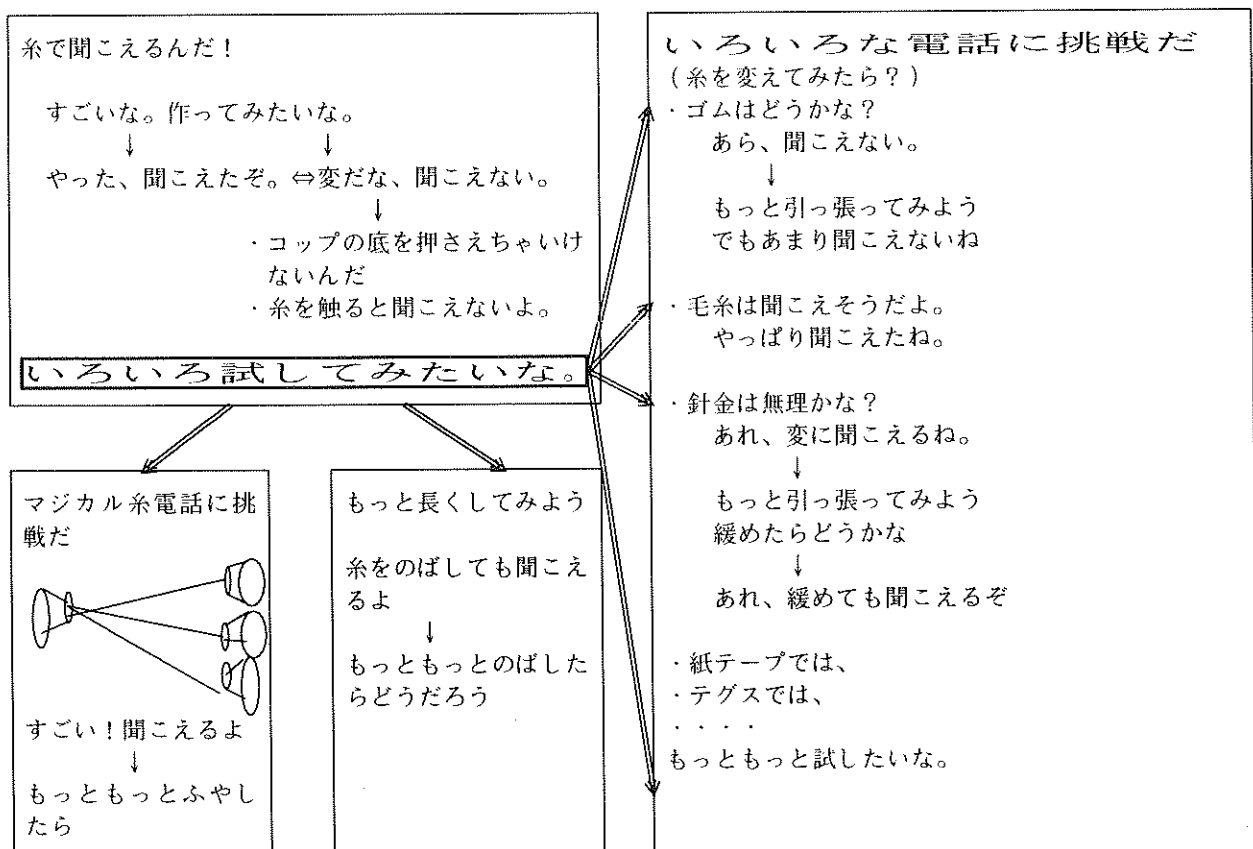 糸で聞こえるんだ！
すごいな。作ってみたいな。
↓ ↓
やった、聞こえたぞ。⇔変だな、聞こえない。
↓
・コップの底を押さえちゃいけ
ないんだ
・糸を触ると聞こえないよ。
いろいろ試してみたいな。
マジカル糸電話に挑
戦だ
すごい！聞こえるよ
↓
もっともっとふやし
たら
もっと長くしてみよう
糸をのばしても聞こえ
るよ
↓
もっともっとのばした
らどうだろう
いろいろな電話に挑戦だ
（糸を変えてみたら？）
・ゴムはどうかな？
あら、聞こえない。
↓
もっと引っ張ってみよう
でもあまり聞こえないね
・毛糸は聞こえそうだよ。
やっぱり聞こえたね。
・針金は無理かな？
あれ、変に聞こえるね。
↓
もっと引っ張ってみよう
緩めたらどうかな
↓
あれ、緩めても聞こえるぞ
・紙テープでは、
・テグスでは、
・・・・
もっともっと試したいな。